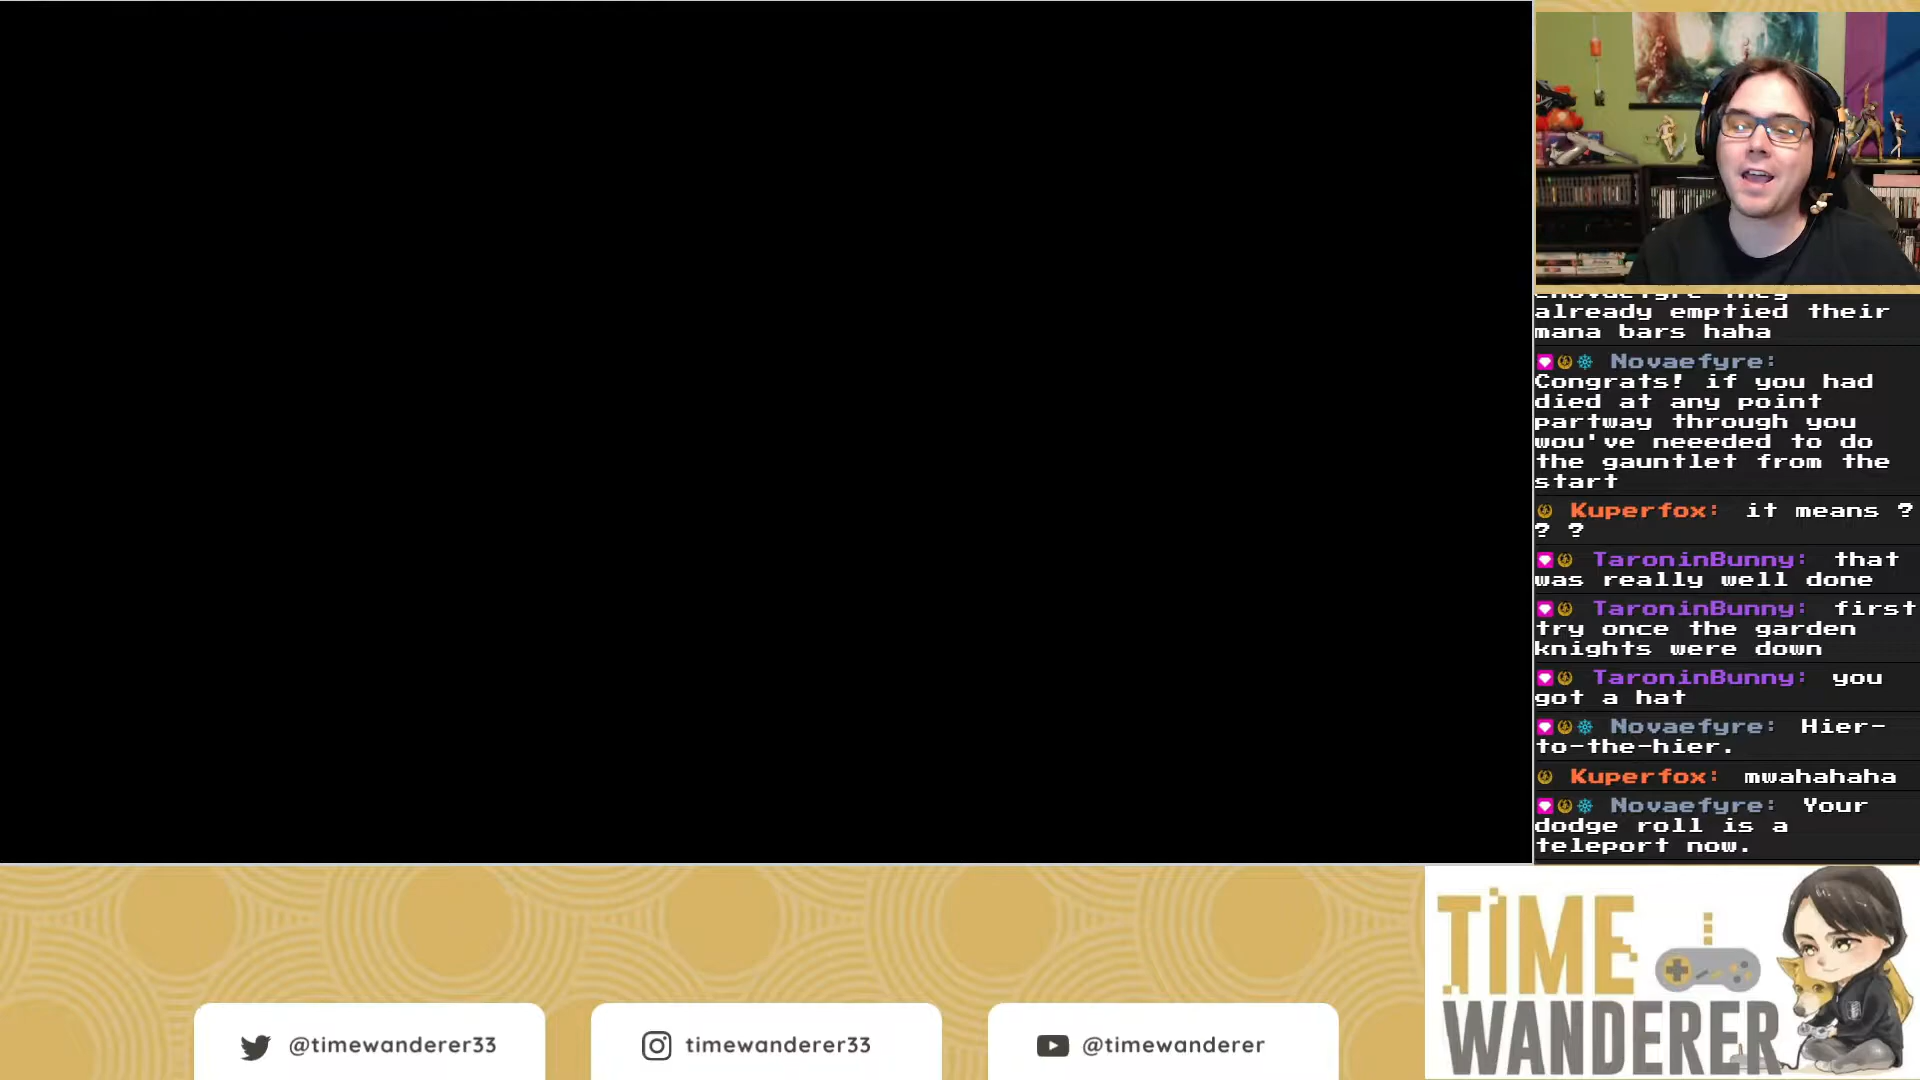 already emptied their
mana bars haha
Novaefyre:
Congrats! if you had
died at any point
partway through you
wou've neeeded to do
the gauntlet from the
start
Kuperfox: it means ?
? ?
TaroninBunny: that
was really well done
TaroninBunny: first
try once the garden
knights were down
TaroninBunny: you
got a hat
Novaefyre: Hier-
to-the-hier.
Kuperfox: mwahahaha
Novaefyre: Your
dodge roll is a
teleport now.
TIME
WANDERER
@timewanderer33
timewanderer33
@timewanderer